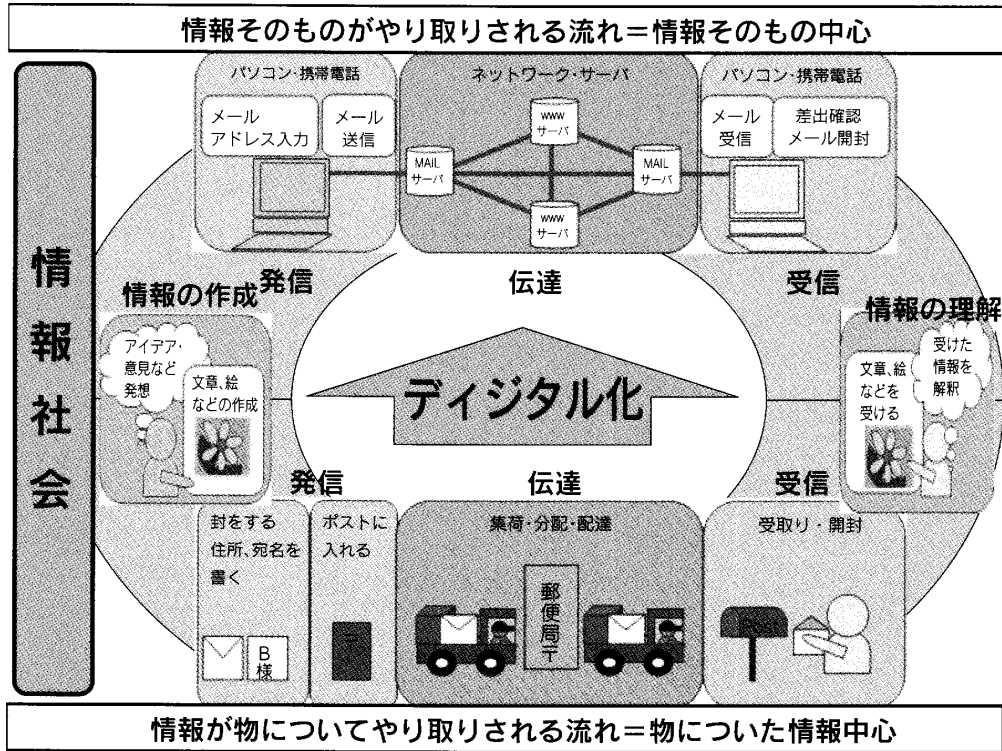 情報そのものがやり取りされる流れ＝情報そのもの中心
情報社会
パソコン・携帯電話
メール
アドレス入力
メール
送信
ネットワーク・サーバ
WWW
サーバ
MAIL
サーバ
MAIL
サーバ
WWW
サーバ
パソコン・携帯電話
メール
受信
差出確認
メール開封
発信
伝達
受信
情報の作成
アイデア・
意見など
発想
文章、絵
などの作成
ディジタル化
情報の理解
受けた
情報を
解釈
文章、絵
などを
受ける
発信
伝達
受信
封をする
住所、宛名を
書く
B
様
ポストに
入れる
〒
集荷・分配・配達
郵便局〒
受取り・開封
Post
情報が物についてやり取りされる流れ＝物についた情報中心